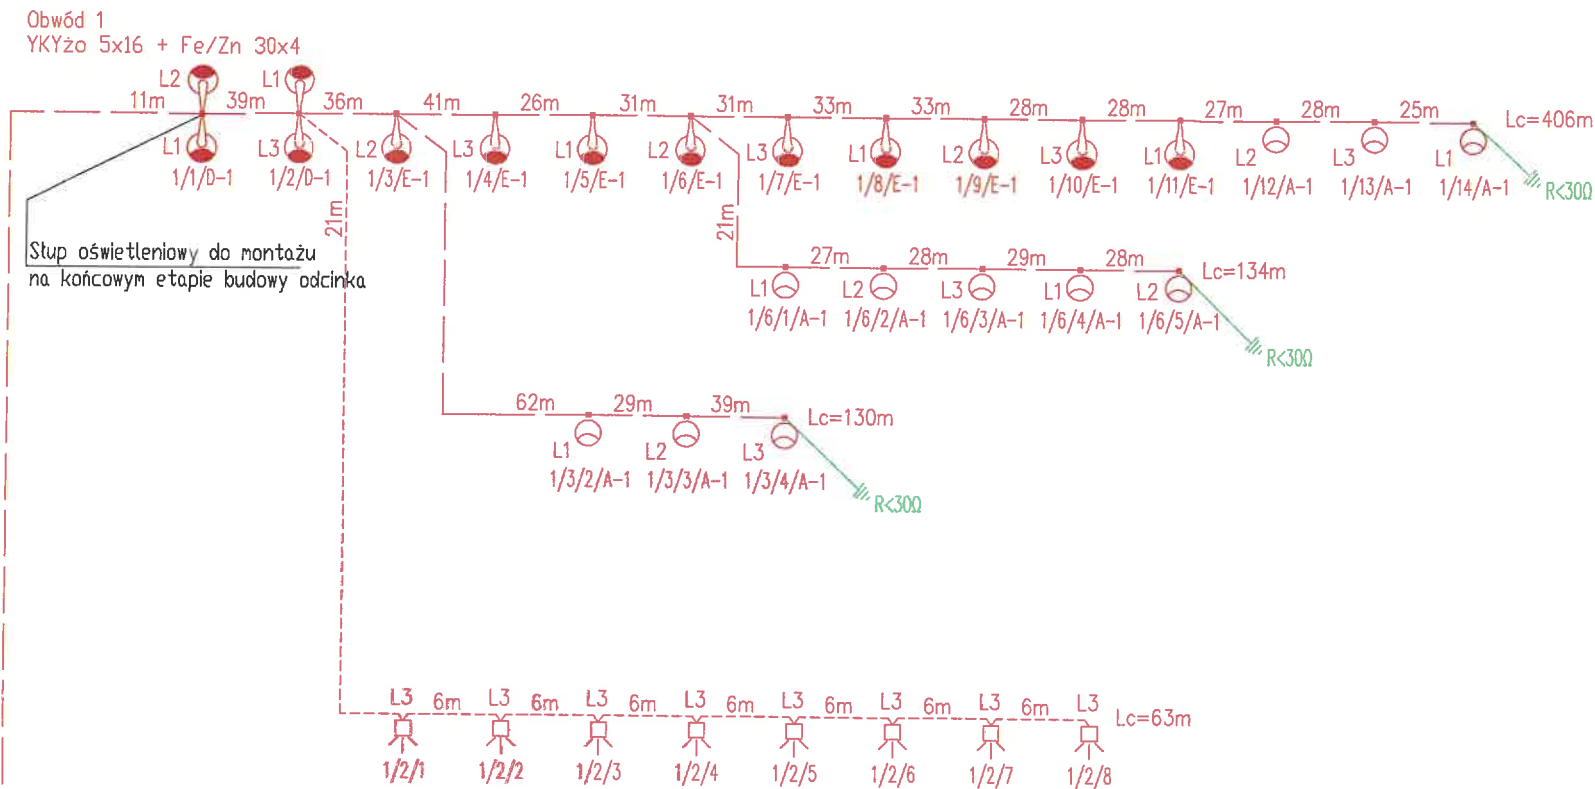 Obwód 1
YKYżo 5x16 + Fe/Zn 30x4
L2 L1
11m 39m 36m 41m 26m 31m 31m 33m 33m 28m 28m 27m 28m 25m Lc=406m
L1 L3 L2 L3 L1 L2 L3 L1 L2 L3 L1 L2 L3 L1
1/1/D-1 1/2/D-1 1/3/E-1 1/4/E-1 1/5/E-1 1/6/E-1 1/7/E-1 1/8/E-1 1/9/E-1 1/10/E-1 1/11/E-1 1/12/A-1 1/13/A-1 1/14/A-1
R<30Ω
21m
21m
Słup oświetleniowy do montażu
na końcowym etapie budowy odcinka
27m 28m 29m 28m Lc=134m
L1 L2 L3 L1 L2
1/6/1/A-1 1/6/2/A-1 1/6/3/A-1 1/6/4/A-1 1/6/5/A-1
R<30Ω
62m 29m 39m Lc=130m
L1 L2 L3
1/3/2/A-1 1/3/3/A-1 1/3/4/A-1
R<30Ω
L3 6m L3 6m L3 6m L3 6m L3 6m L3 6m L3 6m L3 Lc=63m
1/2/1 1/2/2 1/2/3 1/2/4 1/2/5 1/2/6 1/2/7 1/2/8